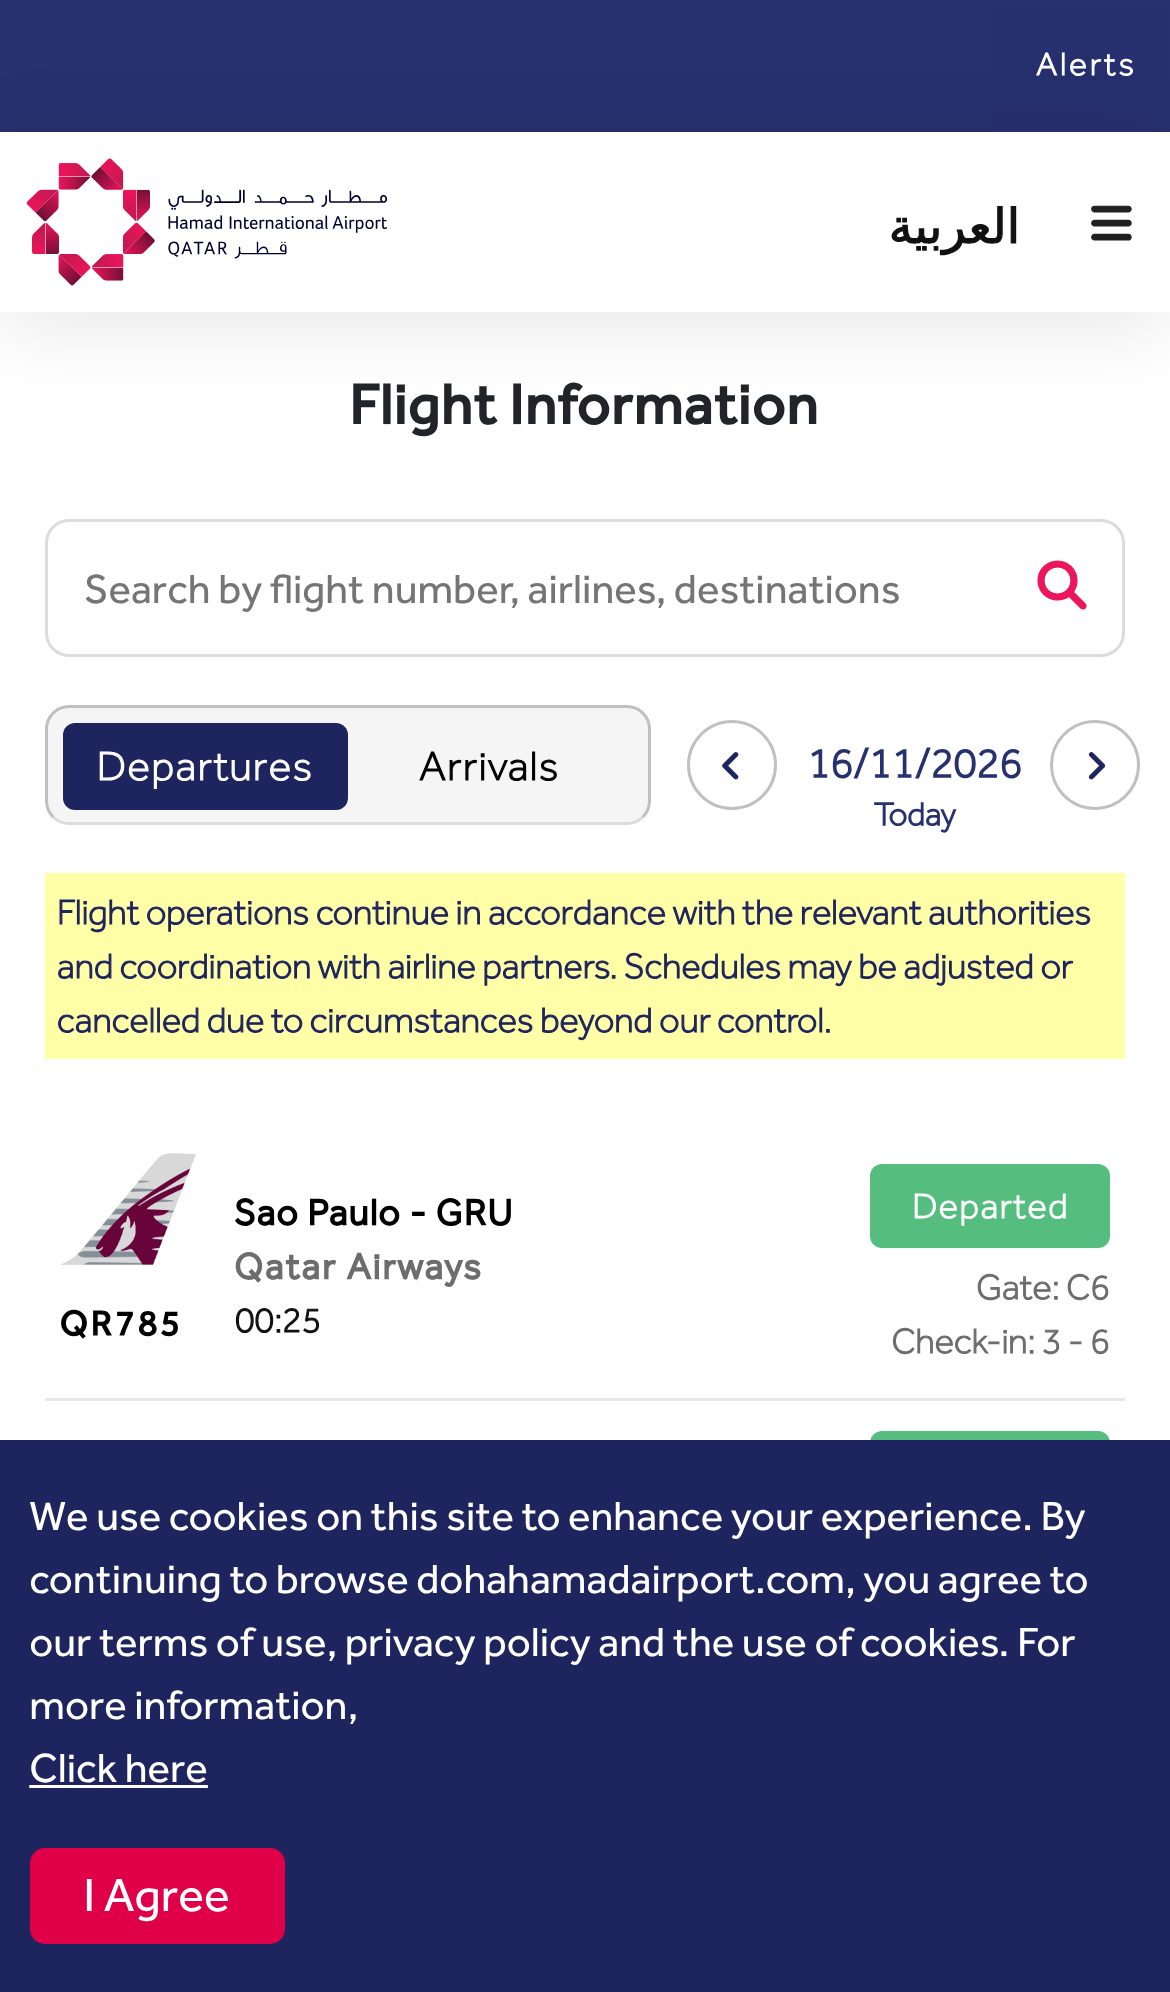 Alerts
مطار حمد الدولي
Hamad International Airport
QATAR قطر
العربية
Flight Information
Search by flight number, airlines, destinations
Departures
Arrivals
16/11/2026
Today
Flight operations continue in accordance with the relevant authorities
and coordination with airline partners. Schedules may be adjusted or
cancelled due to circumstances beyond our control.
Sao Paulo - GRU
Departed
Qatar Airways
Gate: C6
QR785
00:25
Check-in: 3 - 6
We use cookies on this site to enhance your experience. By
continuing to browse dohahamadairport.com, you agree to
our terms of use, privacy policy and the use of cookies. For
more information,
Click here
I Agree